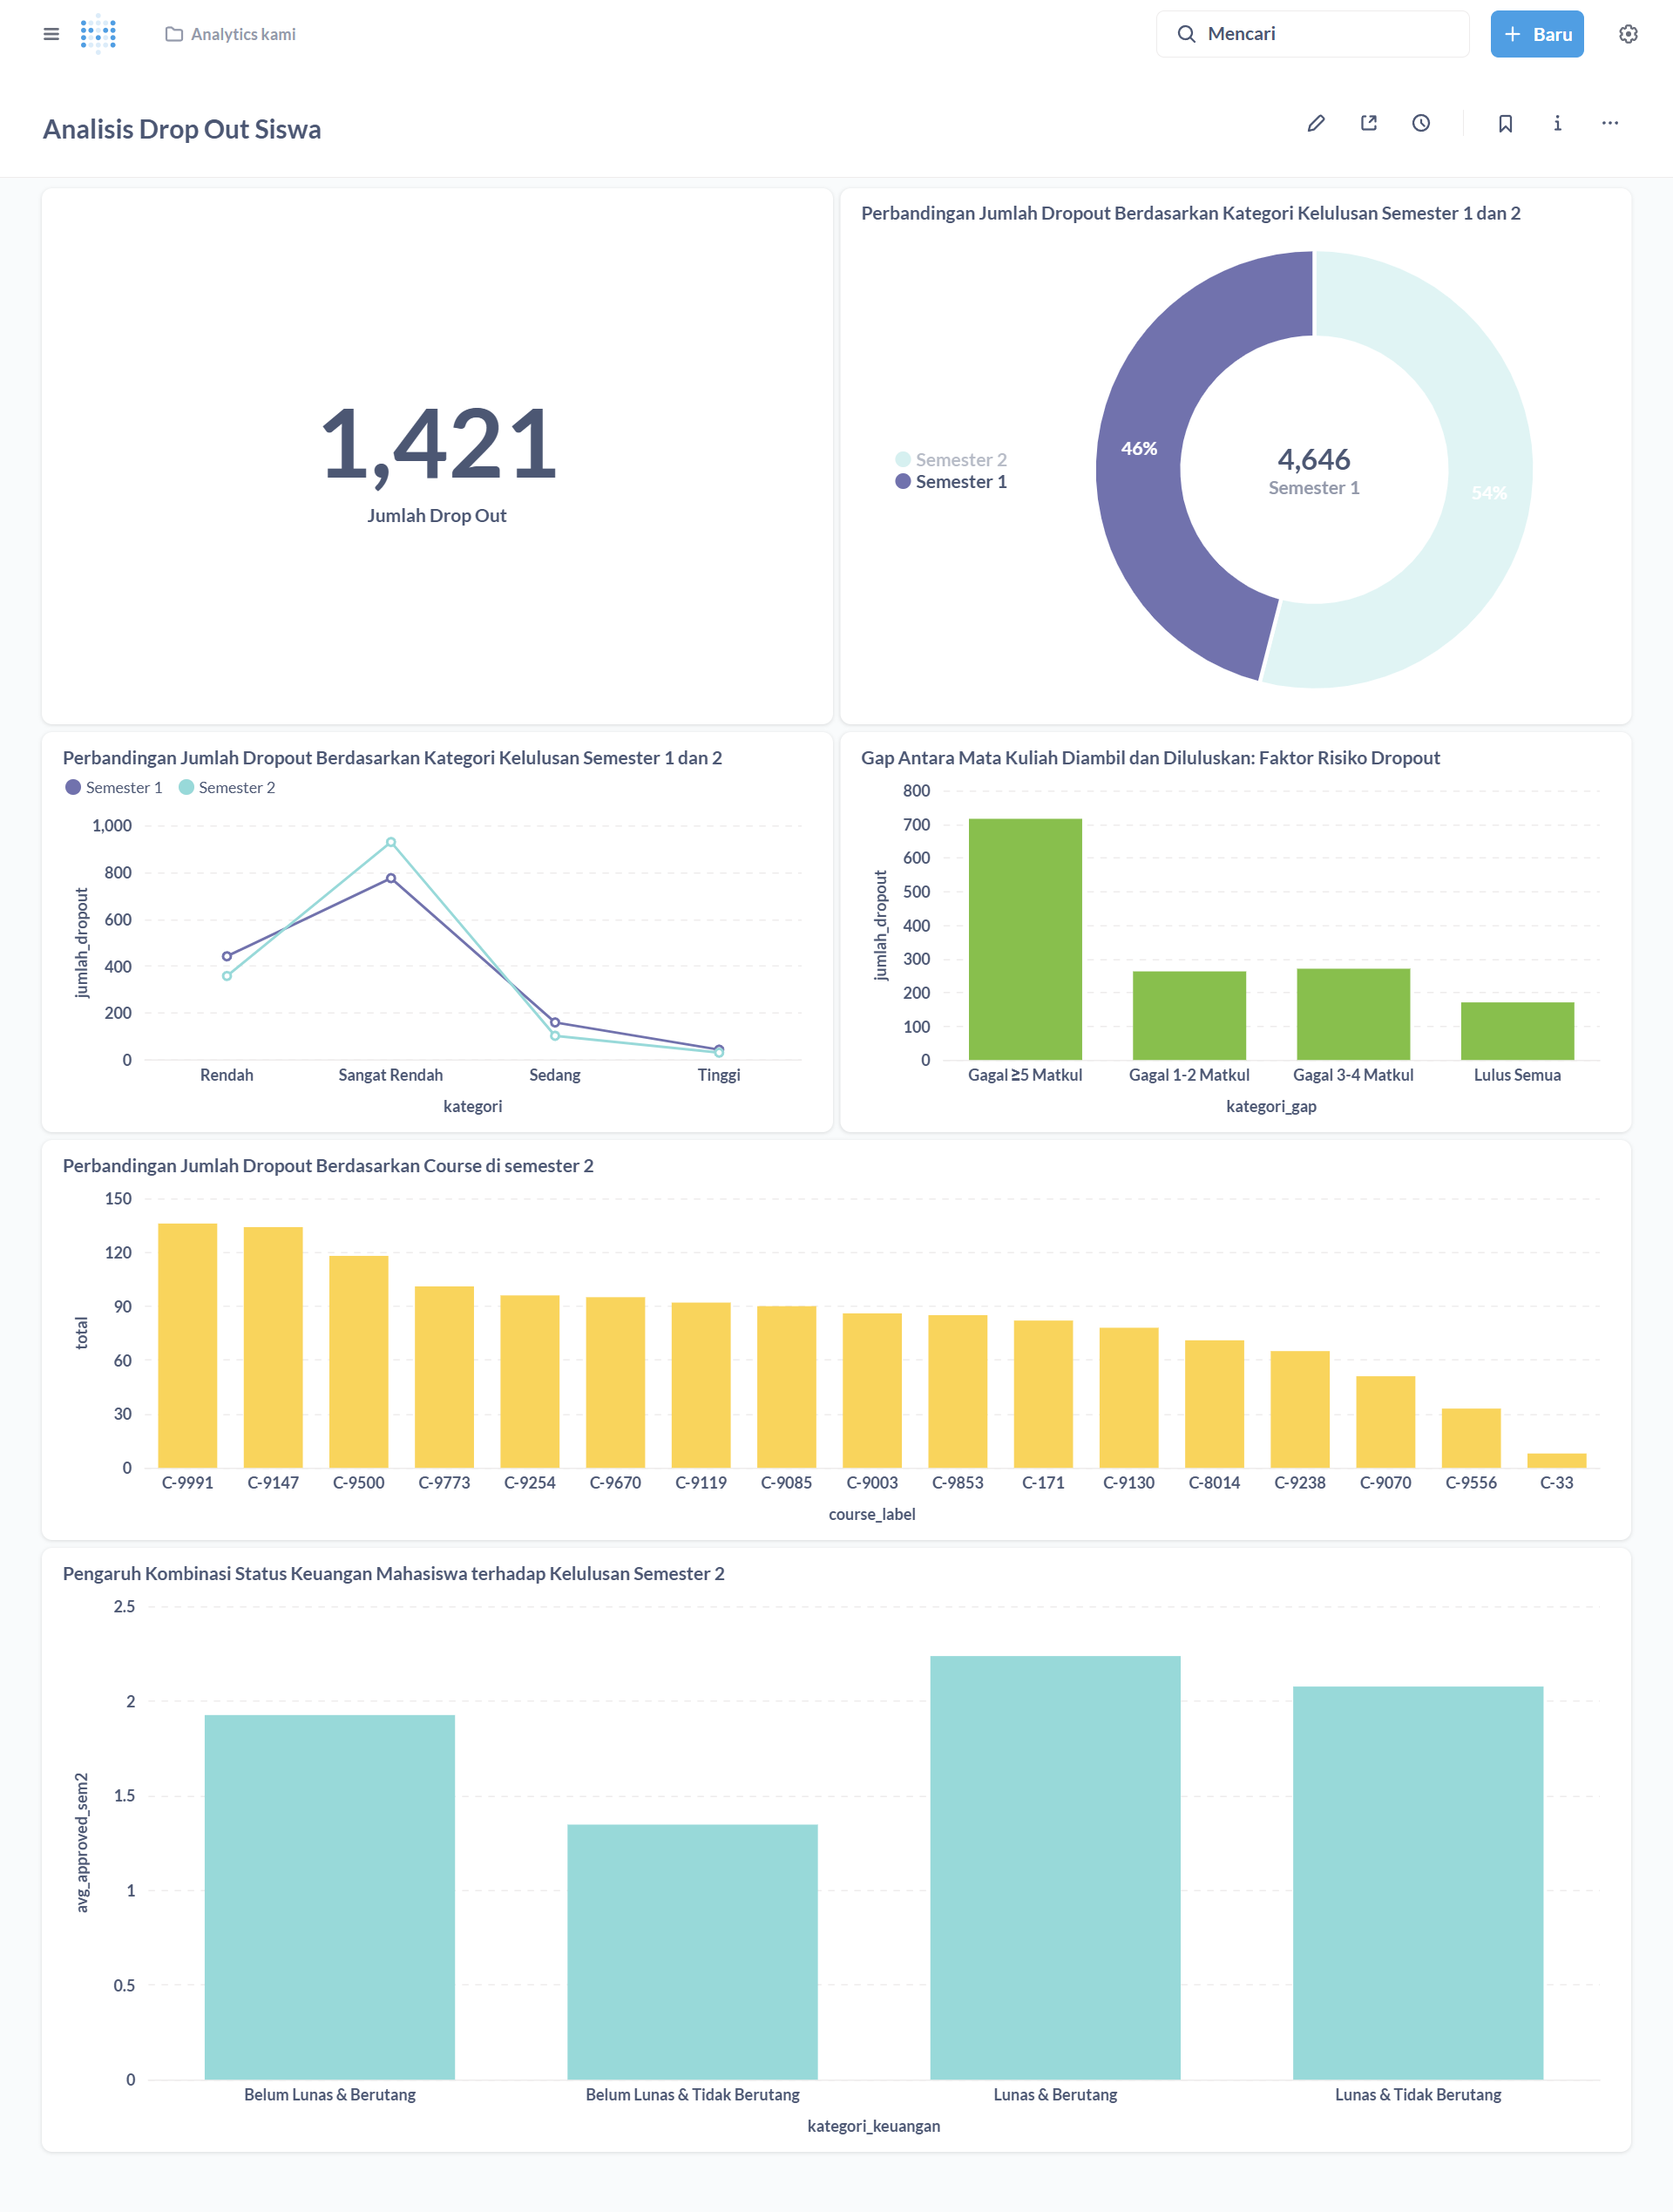 Analytics kami
Mencari
Baru
Analisis Drop Out Siswa
1,421
Jumlah Drop Out
Perbandingan Jumlah Dropout Berdasarkan Kategori Kelulusan Semester 1 dan 2
Semester 2
Semester 1
46%
4,646
Semester 1
54%
Perbandingan Jumlah Dropout Berdasarkan Kategori Kelulusan Semester 1 dan 2
Semester 1 Semester 2
1,000
800
600
400
200
0
jumlah_dropout
Rendah Sangat Rendah Sedang Tinggi
kategori
Gap Antara Mata Kuliah Diambil dan Diluluskan: Faktor Risiko Dropout
800
700
600
500
400
300
200
100
0
jumlah_dropout
Gagal ≥5 Matkul Gagal 1-2 Matkul Gagal 3-4 Matkul Lulus Semua
kategori_gap
Perbandingan Jumlah Dropout Berdasarkan Course di semester 2
150
120
90
60
30
0
total
C-9991 C-9147 C-9500 C-9773 C-9254 C-9670 C-9119 C-9085 C-9003 C-9853 C-171 C-9130 C-8014 C-9238 C-9070 C-9556 C-33
course_label
Pengaruh Kombinasi Status Keuangan Mahasiswa terhadap Kelulusan Semester 2
2.5
2
1.5
1
0.5
0
avg_approved_sem2
Belum Lunas & Berutang Belum Lunas & Tidak Berutang Lunas & Berutang Lunas & Tidak Berutang
kategori_keuangan